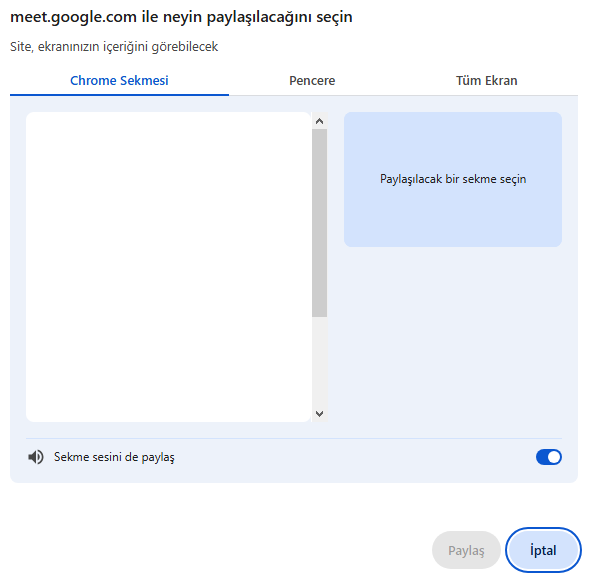 meet.google.com ile neyin paylaşılacağını seçin
Site, ekranınızın içeriğini görebilecek
Chrome Sekmesi
Pencere
Tüm Ekran
Paylaşılacak bir sekme seçin
Sekme sesini de paylaş
Paylaş
İptal